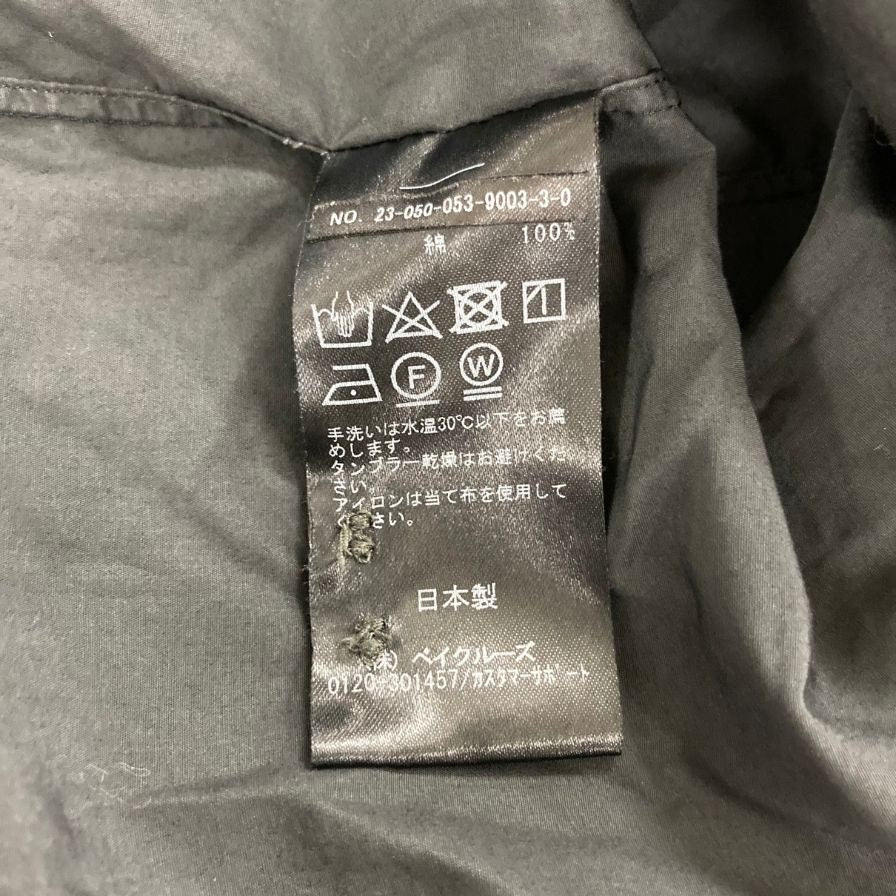 NO. 23-050-053-9003-3-0
綿 100%
F W
手洗いは水温30℃以下をお薦
めします。
タンブラー乾燥はお避けくだ
さい。
アイロンは当て布を使用して
ください。
日本製
(株) ベイクルーズ
0120-301457/カスタマーサポート